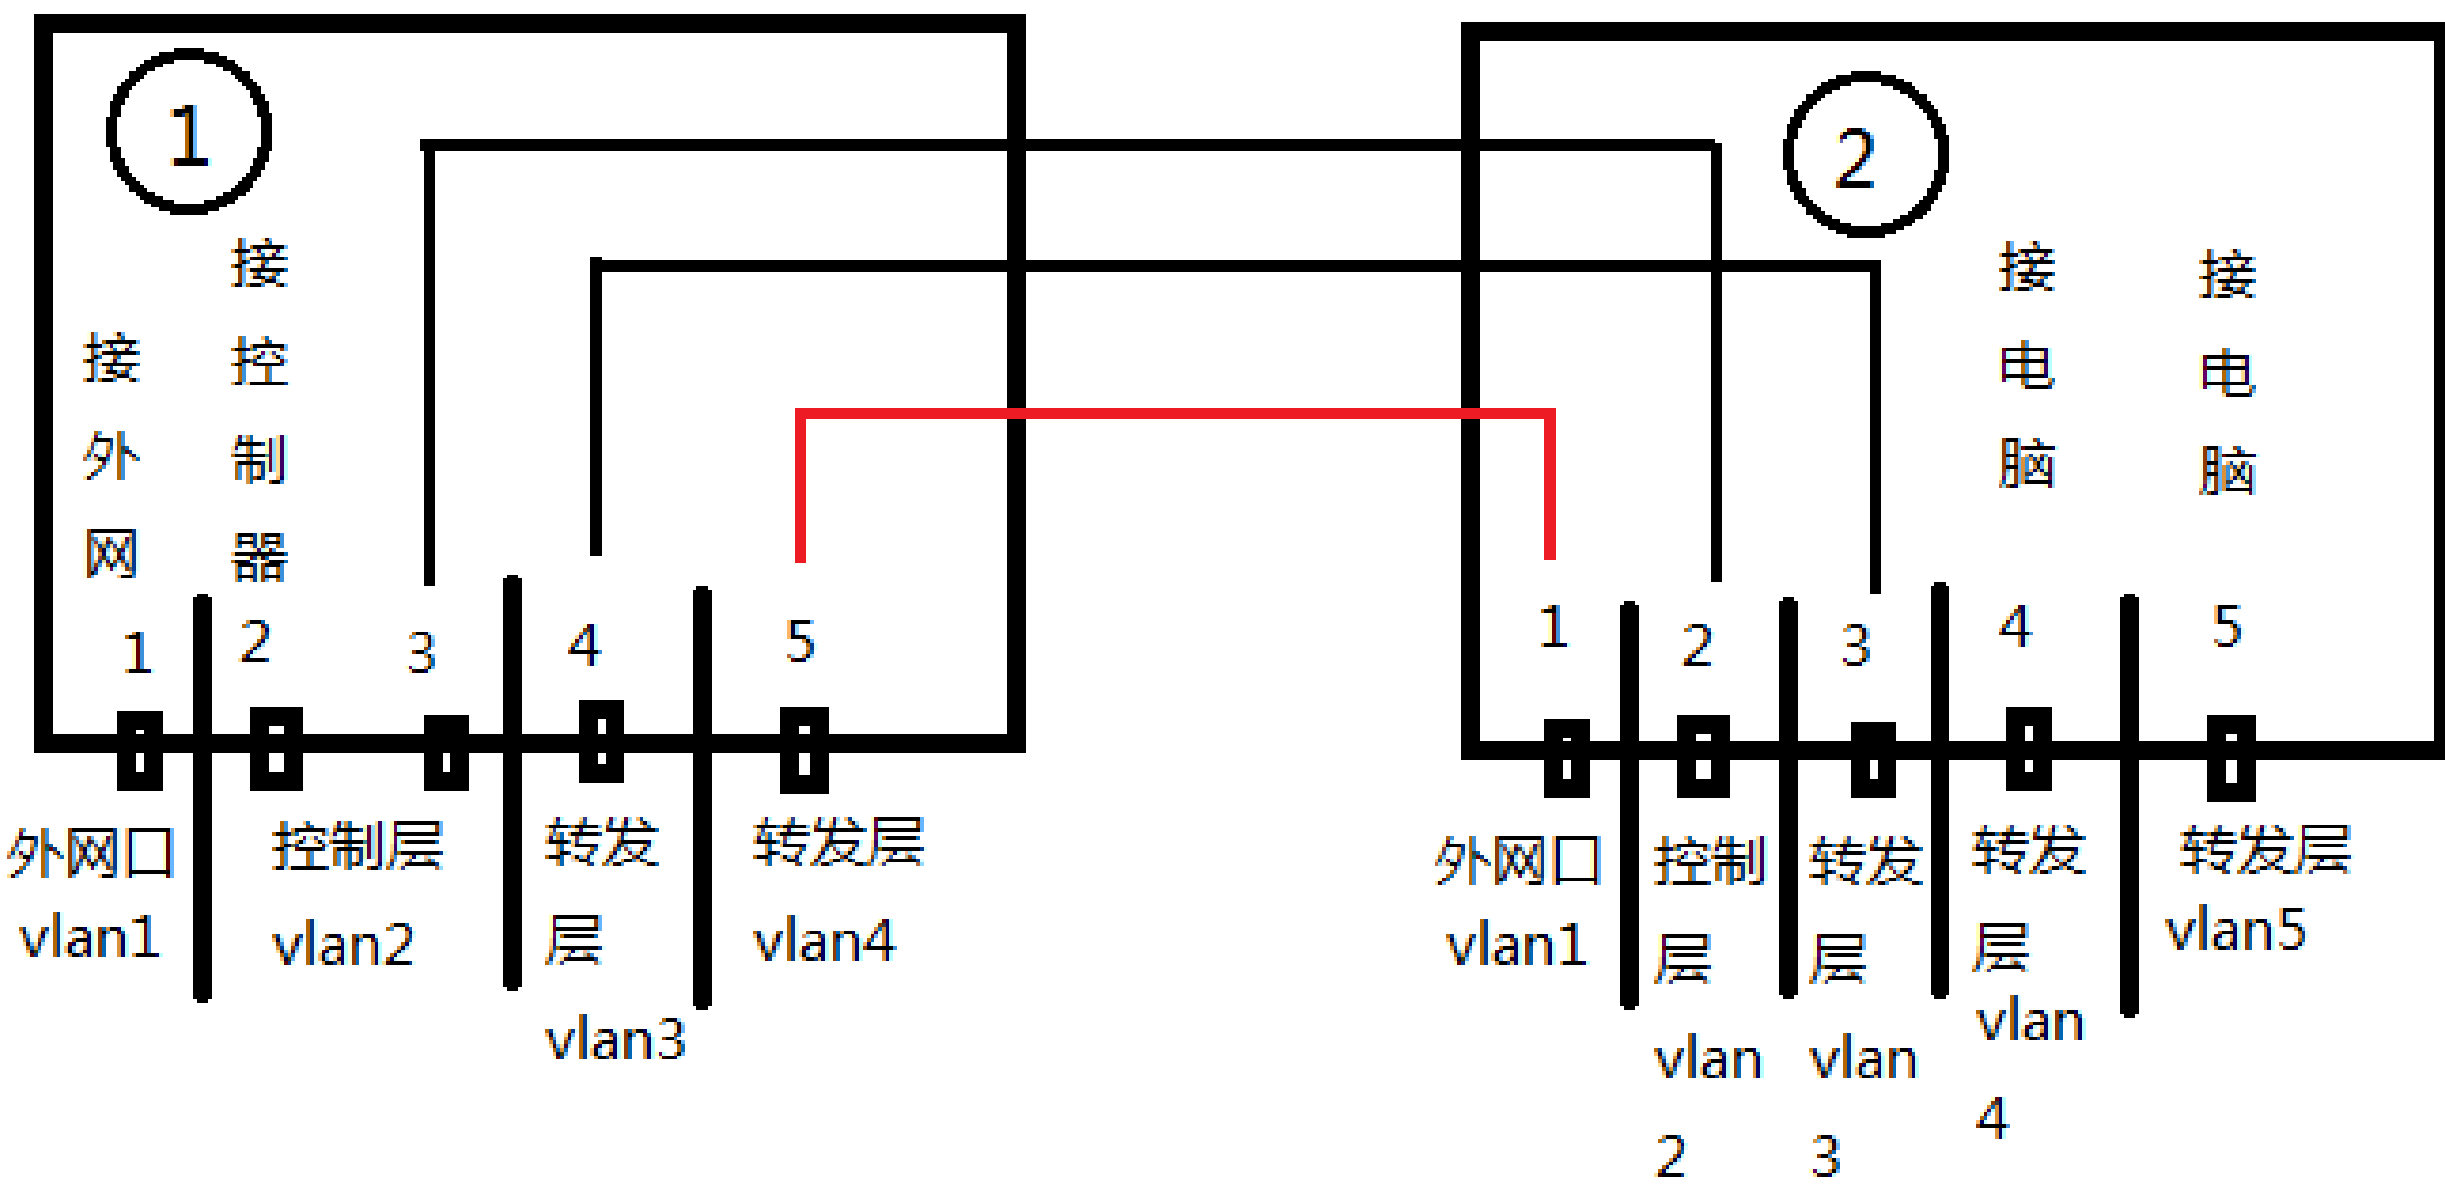 1
接外网
接控制器
1
2
3
4
5
外网口
vlan1
控制层
vlan2
转发
层
vlan3
转发层
vlan4
2
接电脑
接电脑
1
2
3
4
5
外网口
vlan1
控制
层
vlan
2
转发
层
vlan
3
转发
层
vlan
4
转发层
vlan5